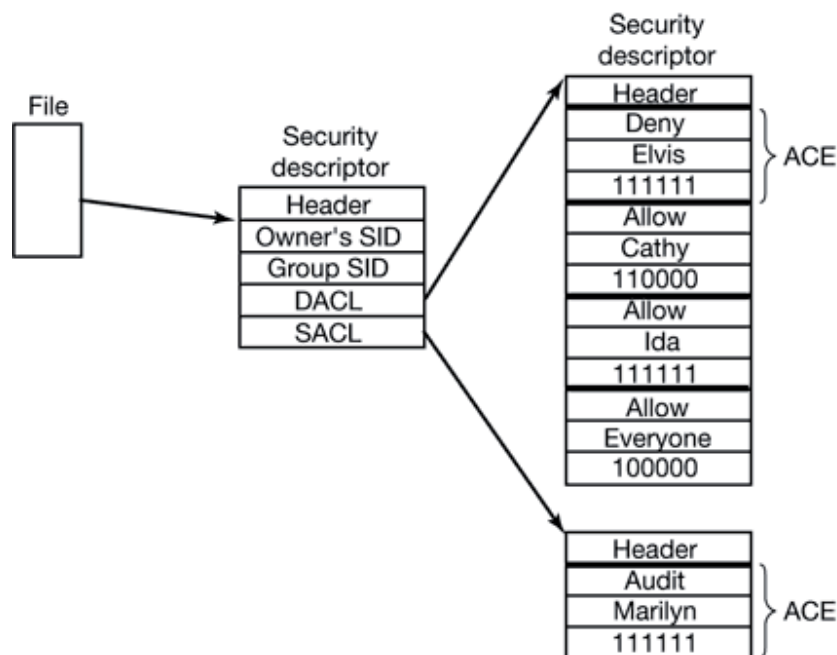 File
Security
descriptor
Header
Owner's SID
Group SID
DACL
SACL
Security
descriptor
Header
Deny
Elvis
111111
ACE
Allow
Cathy
110000
Allow
Ida
111111
Allow
Everyone
100000
Header
Audit
Marilyn
111111
ACE